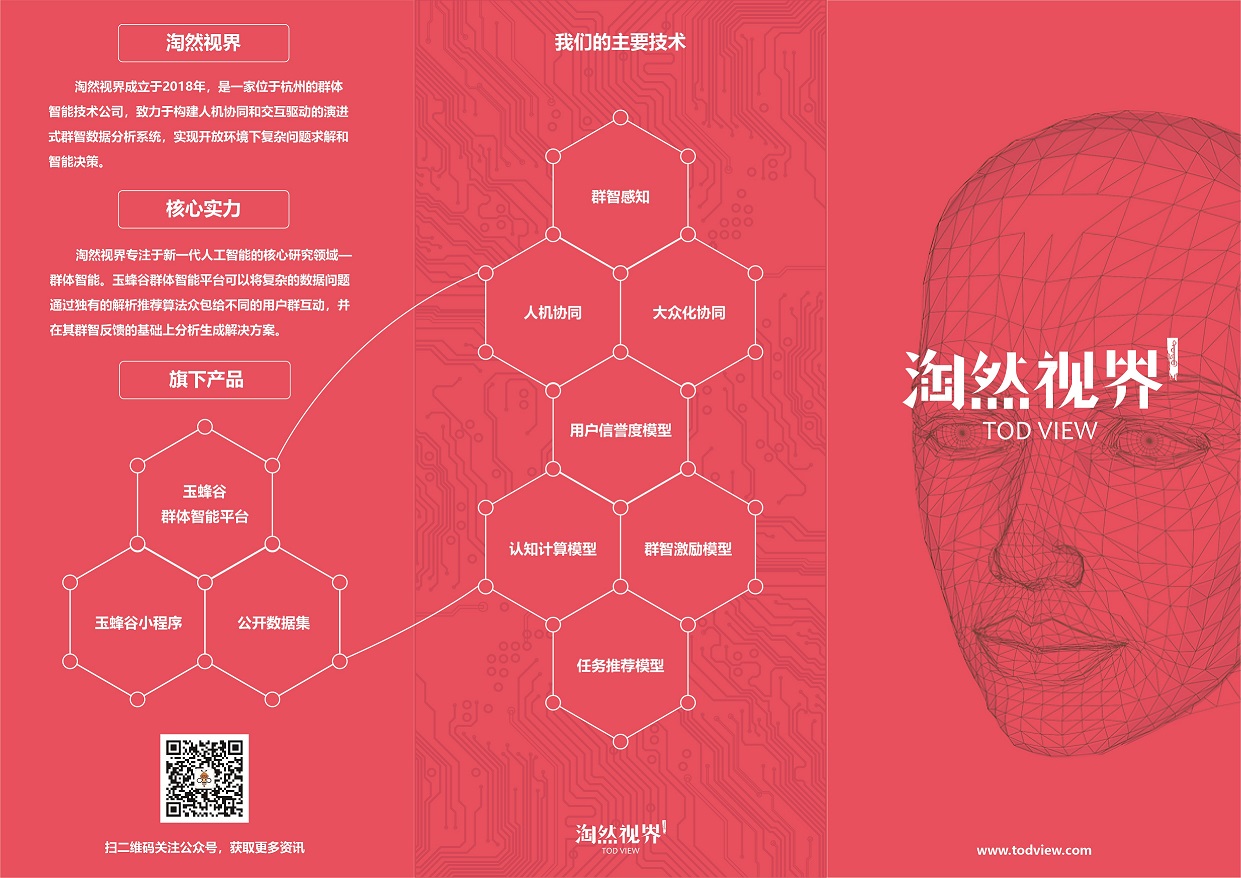 淘然视界
淘然视界成立于2018年，是一家位于杭州的群体
智能技术公司，致力于构建人机协同和交互驱动的演进
式群智数据分析系统，实现开放环境下复杂问题求解和
智能决策。
核心实力
淘然视界专注于新一代人工智能的核心研究领域—
群体智能。玉蜂谷群体智能平台可以将复杂的数据问题
通过独有的解析推荐算法众包给不同的用户群互动，并
在其群智反馈的基础上分析生成解决方案。
旗下产品
玉蜂谷
群体智能平台
玉蜂谷小程序
公开数据集
扫二维码关注公众号，获取更多资讯
我们的主要技术
群智感知
人机协同
大众化协同
用户信誉度模型
认知计算模型
群智激励模型
任务推荐模型
淘然视界
TOD VIEW
淘然视界
TOD VIEW
www.todview.com